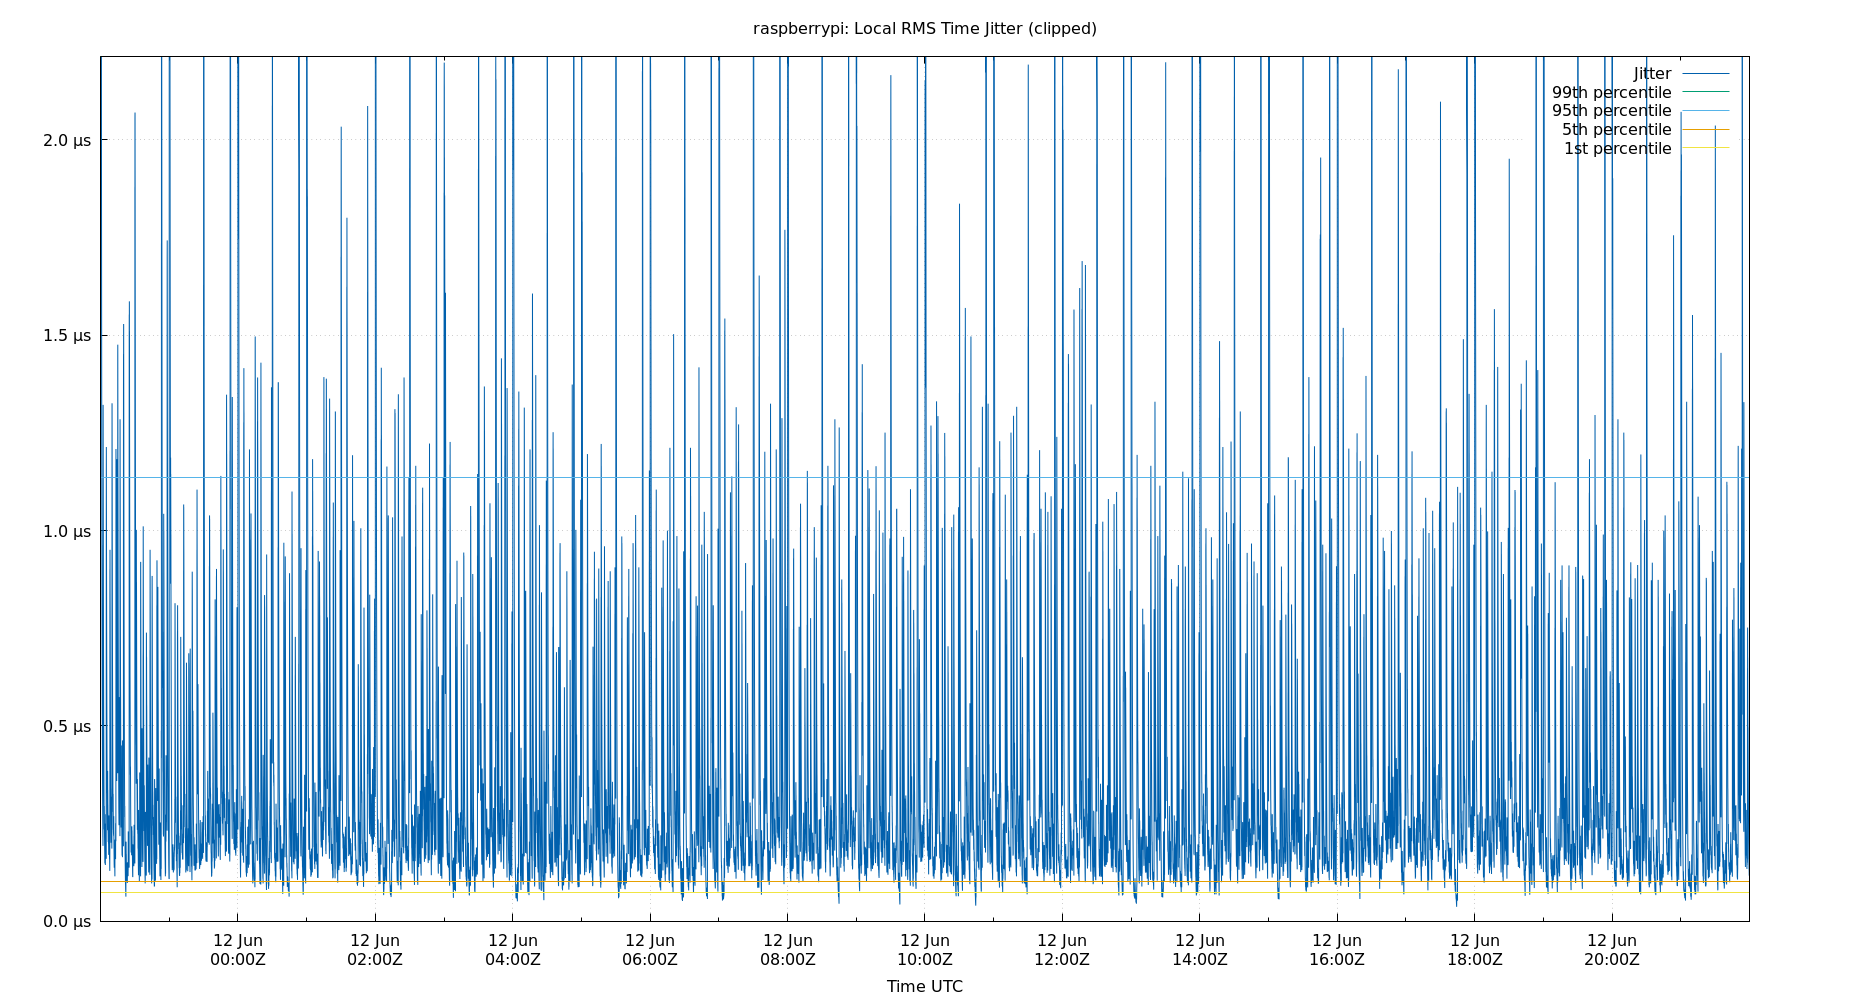 raspberrypi: Local RMS Time Jitter (clipped)
Jitter
99th percentile
95th percentile
5th percentile
1st percentile
2.0 µs
1.5 µs
1.0 µs
0.5 µs
0.0 µs
12 Jun 12 Jun 12 Jun 12 Jun 12 Jun 12 Jun 12 Jun 12 Jun 12 Jun 12 Jun 12 Jun
00:00Z 02:00Z 04:00Z 06:00Z 08:00Z 10:00Z 12:00Z 14:00Z 16:00Z 18:00Z 20:00Z
Time UTC